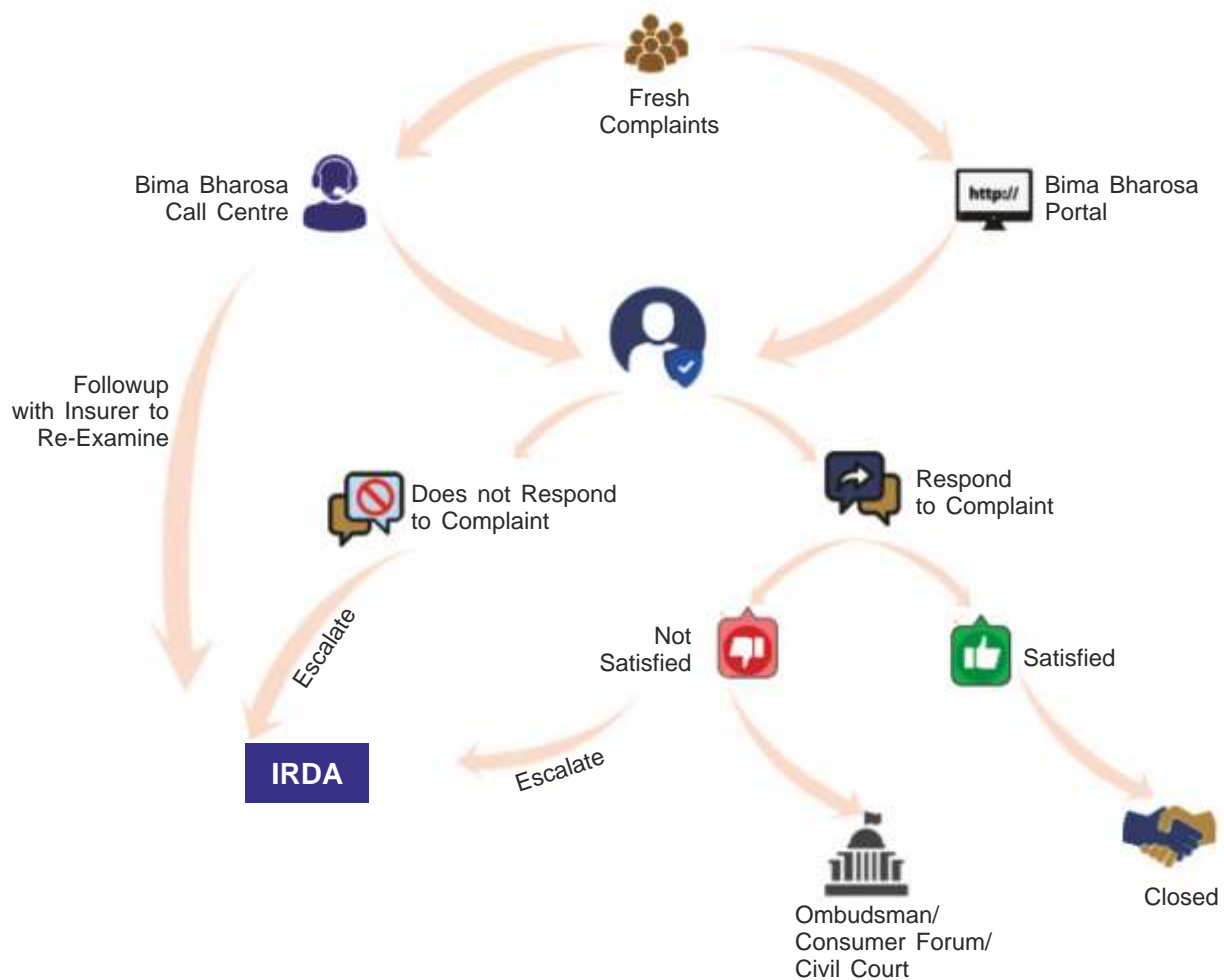 Fresh
Complaints
Bima Bharosa
Call Centre
http://
Bima Bharosa
Portal
Followup
with Insurer to
Re-Examine
Does not Respond
to Complaint
Respond
to Complaint
Escalate
Not
Satisfied
Satisfied
IRDA
Escalate
Ombudsman/
Consumer Forum/
Civil Court
Closed